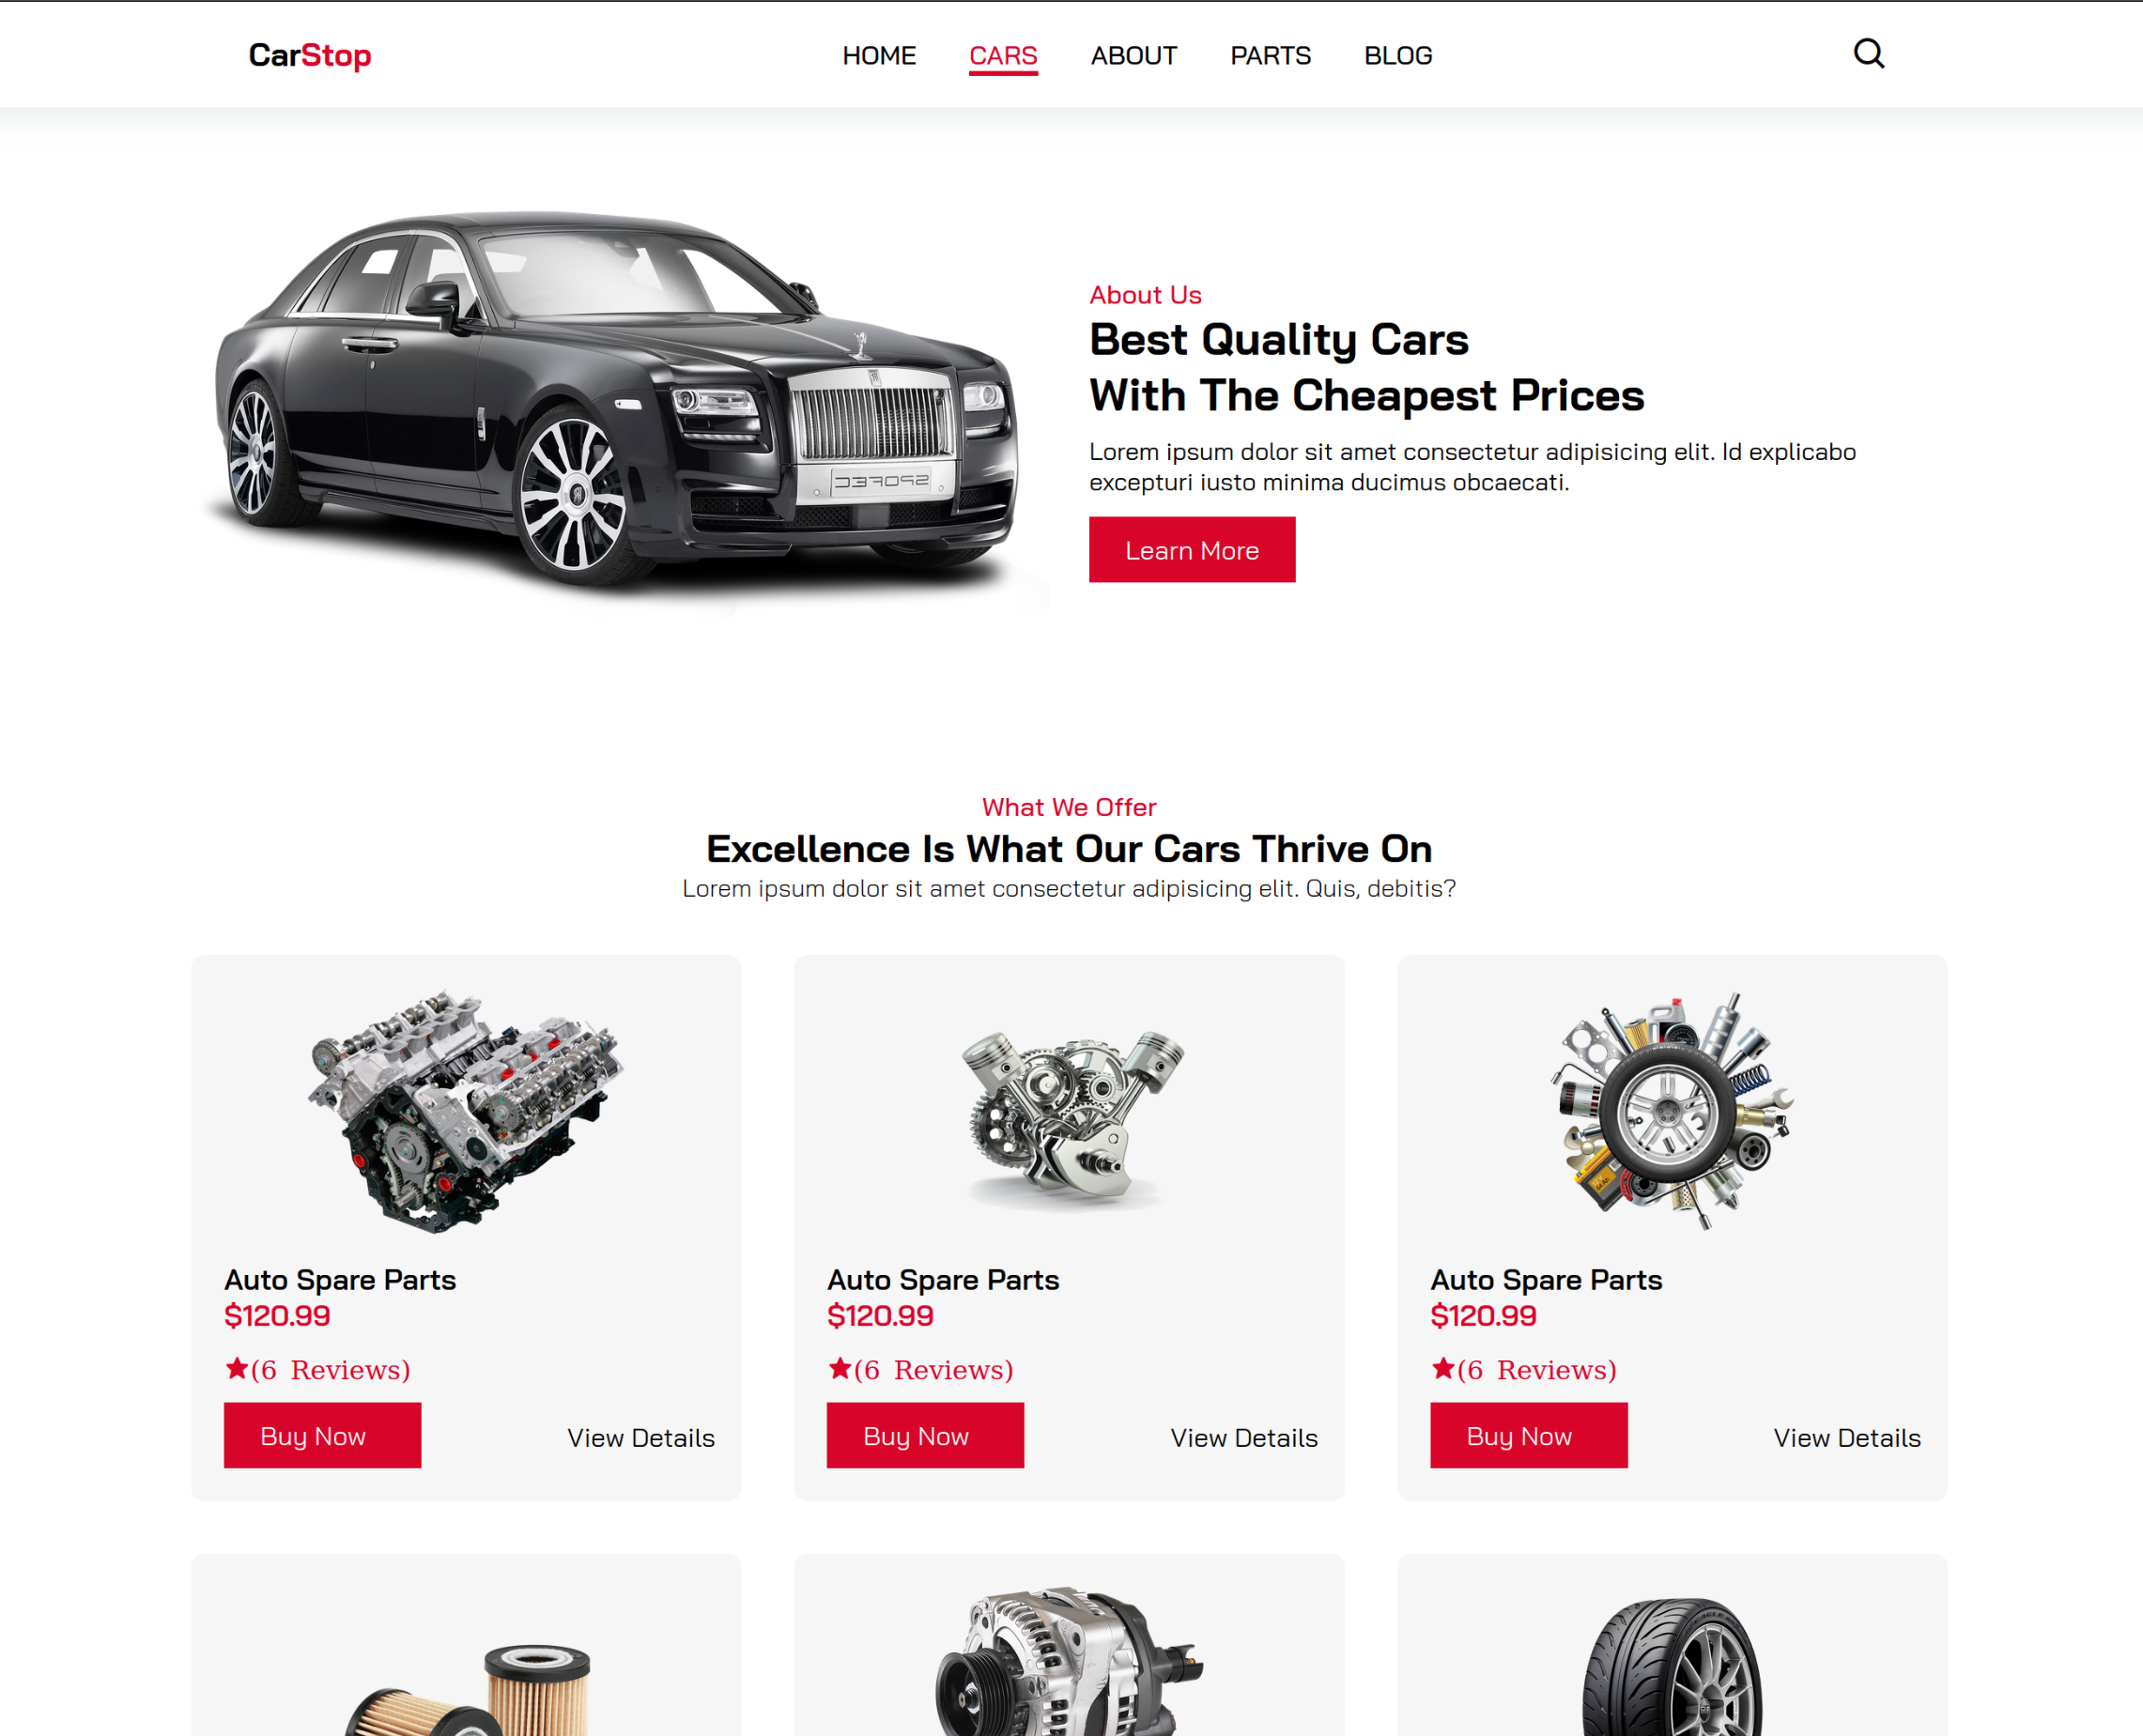 CarStop
HOME CARS ABOUT PARTS BLOG
About Us
Best Quality Cars
With The Cheapest Prices
Lorem ipsum dolor sit amet consectetur adipisicing elit. Id explicabo
excepturi iusto minima ducimus obcaecati.
Learn More
What We Offer
Excellence Is What Our Cars Thrive On
Lorem ipsum dolor sit amet consectetur adipisicing elit. Quis, debitis?
Auto Spare Parts
$120.99
★(6 Reviews)
Buy Now View Details
Auto Spare Parts
$120.99
★(6 Reviews)
Buy Now View Details
Auto Spare Parts
$120.99
★(6 Reviews)
Buy Now View Details